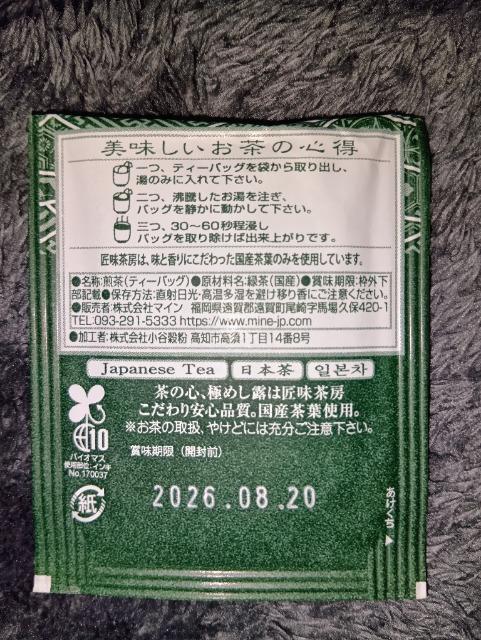 美味しいお茶の心得
一つ、ティーバッグを袋から取り出し、
湯のみに入れて下さい。
二つ、沸騰したお湯を注ぎ、
バッグを静かに動かして下さい。
三つ、30〜60秒程浸し
バッグを取り除けば出来上がりです。
匠味茶房は、味と香りにこだわった国産茶葉のみを使用しています。
●名称:煎茶(ティーバッグ)●原材料名:緑茶(国産)●賞味期限:枠外下
部記載●保存方法:直射日光・高温多湿を避け移り香にご注意ください。
●販売者:株式会社マイン 福岡県遠賀郡遠賀町尾崎字馬場久保420-1
TEL:093-291-5333 https://www.mine-jp.com/
●加工者:株式会社小谷穀粉 高知市高須1丁目14番8号
Japanese Tea 日本茶 일본차
茶の心、極めし露は匠味茶房
こだわり安心品質。国産茶葉使用。
※お茶の取扱、やけどには充分ご注意下さい。
10
バイオマス
使用部位:インキ
No.170037
賞味期限(開封前)
紙
2026.08.20
あけくち▶